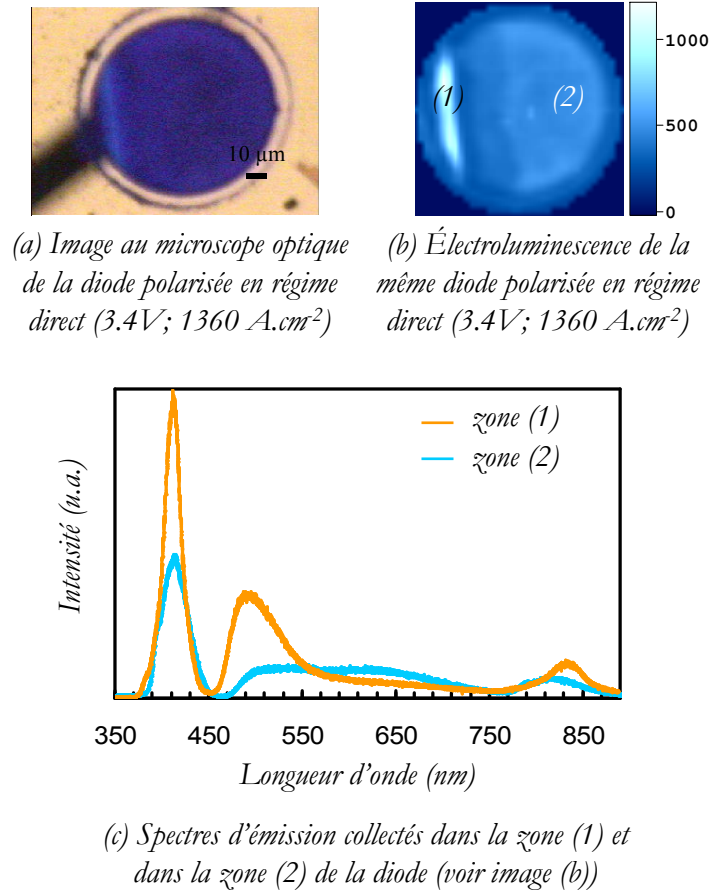 10 µm
(1)
(2)
1000
500
0
(a) Image au microscope optique
de la diode polarisée en régime
direct (3.4V; 1360 A.cm-2)
(b) Électroluminescence de la
même diode polarisée en régime
direct (3.4V; 1360 A.cm-2)
Intensité (u.a.)
zone (1)
zone (2)
350 450 550 650 750 850
Longueur d'onde (nm)
(c) Spectres d'émission collectés dans la zone (1) et
dans la zone (2) de la diode (voir image (b))